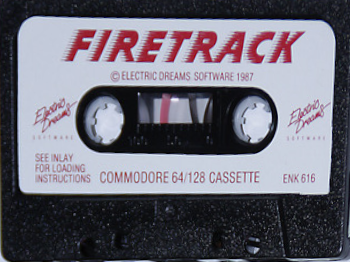 FIRETRACK
© ELECTRIC DREAMS SOFTWARE 1987
Electric Dreams
SOFTWARE
Electric Dreams
SOFTWARE
SEE INLAY
FOR LOADING
INSTRUCTIONS
COMMODORE 64/128 CASSETTE
ENK 616